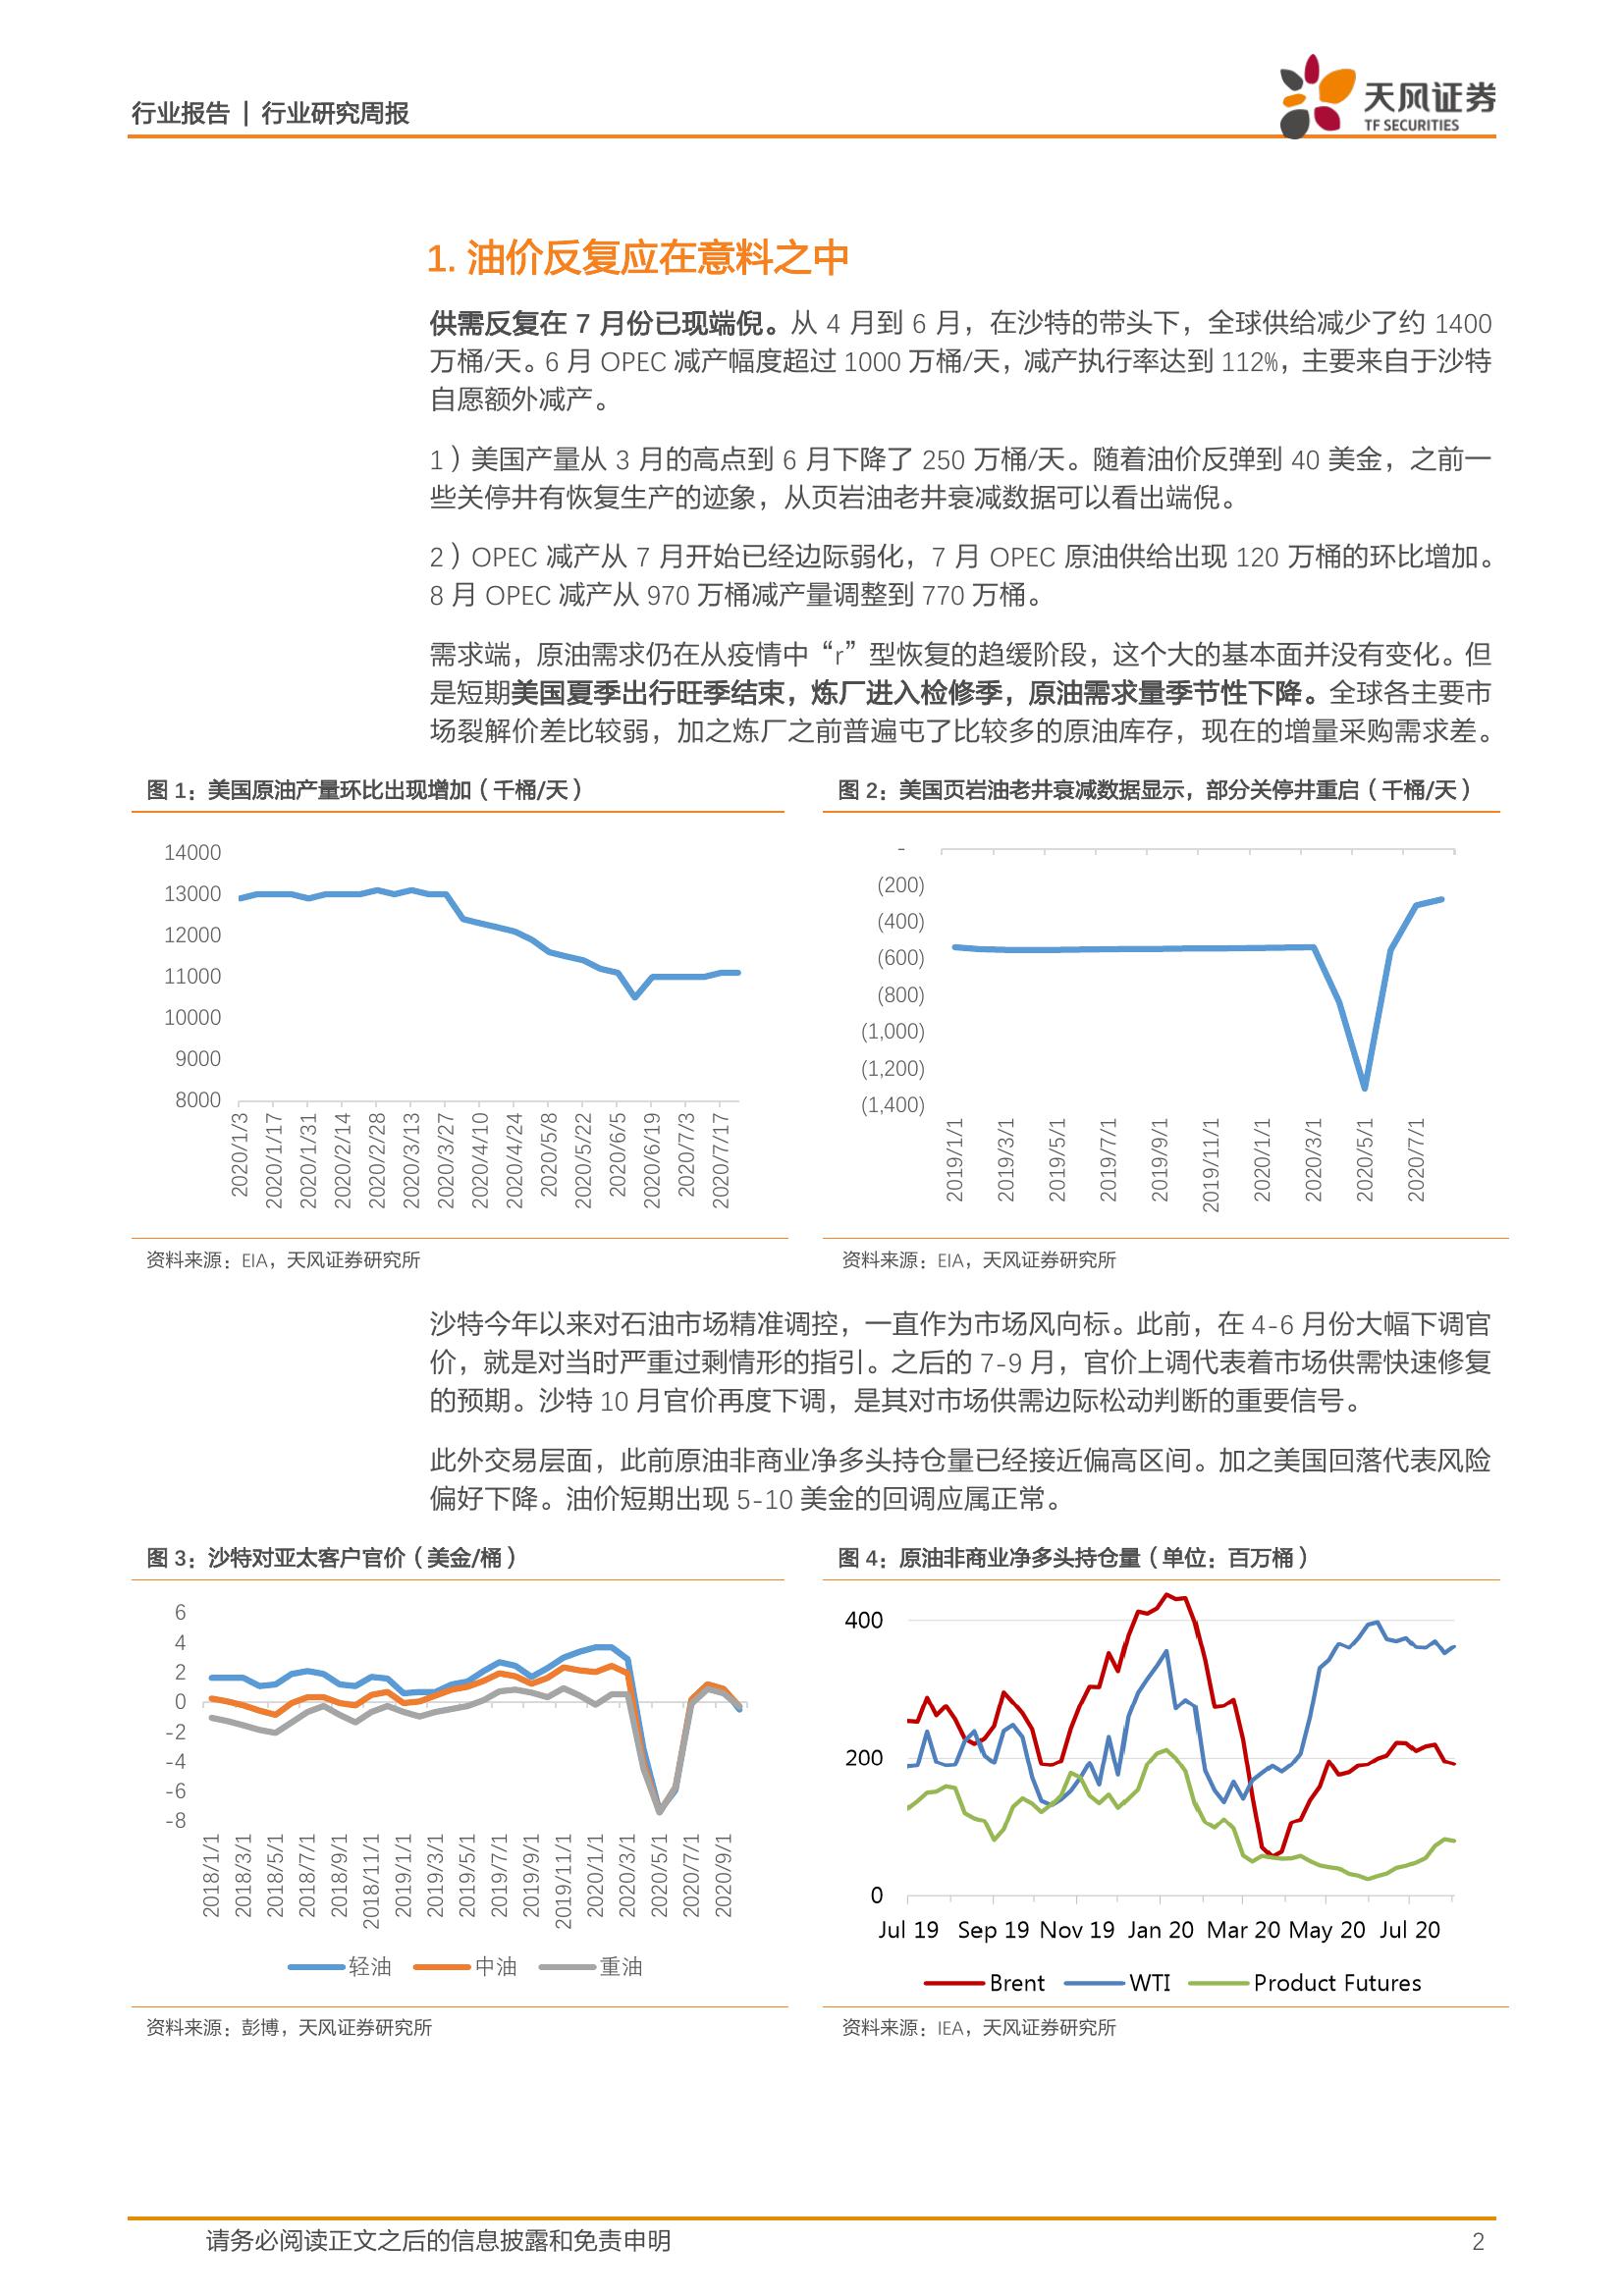 行业报告 | 行业研究周报
天风证券
TF SECURITIES
1. 油价反复应在意料之中
供需反复在 7 月份已现端倪。从 4 月到 6 月，在沙特的带头下，全球供给减少了约 1400
万桶/天。6 月 OPEC 减产幅度超过 1000 万桶/天，减产执行率达到 112%，主要来自于沙特
自愿额外减产。
1）美国产量从 3 月的高点到 6 月下降了 250 万桶/天。随着油价反弹到 40 美金，之前一
些关停井有恢复生产的迹象，从页岩油老井衰减数据可以看出端倪。
2）OPEC 减产从 7 月开始已经边际弱化，7 月 OPEC 原油供给出现 120 万桶的环比增加。
8 月 OPEC 减产从 970 万桶减产量调整到 770 万桶。
需求端，原油需求仍在从疫情中“r”型恢复的趋缓阶段，这个大的基本面并没有变化。但
是短期美国夏季出行旺季结束，炼厂进入检修季，原油需求量季节性下降。全球各主要市
场裂解价差比较弱，加之炼厂之前普遍屯了比较多的原油库存，现在的增量采购需求差。
图 1：美国原油产量环比出现增加（千桶/天）
14000
13000
12000
11000
10000
9000
8000
2020/1/3
2020/1/17
2020/1/31
2020/2/14
2020/2/28
2020/3/13
2020/3/27
2020/4/10
2020/4/24
2020/5/8
2020/5/22
2020/6/5
2020/6/19
2020/7/3
2020/7/17
资料来源：EIA，天风证券研究所
图 2：美国页岩油老井衰减数据显示，部分关停井重启（千桶/天）
-
(200)
(400)
(600)
(800)
(1,000)
(1,200)
(1,400)
2019/1/1
2019/3/1
2019/5/1
2019/7/1
2019/9/1
2019/11/1
2020/1/1
2020/3/1
2020/5/1
2020/7/1
资料来源：EIA，天风证券研究所
沙特今年以来对石油市场精准调控，一直作为市场风向标。此前，在 4-6 月份大幅下调官
价，就是对当时严重过剩情形的指引。之后的 7-9 月，官价上调代表着市场供需快速修复
的预期。沙特 10 月官价再度下调，是其对市场供需边际松动判断的重要信号。
此外交易层面，此前原油非商业净多头持仓量已经接近偏高区间。加之美国回落代表风险
偏好下降。油价短期出现 5-10 美金的回调应属正常。
图 3：沙特对亚太客户官价（美金/桶）
6
4
2
0
-2
-4
-6
-8
2018/1/1
2018/3/1
2018/5/1
2018/7/1
2018/9/1
2018/11/1
2019/1/1
2019/3/1
2019/5/1
2019/7/1
2019/9/1
2019/11/1
2020/1/1
2020/3/1
2020/5/1
2020/7/1
2020/9/1
轻油 中油 重油
资料来源：彭博，天风证券研究所
图 4：原油非商业净多头持仓量（单位：百万桶）
400
200
0
Jul 19 Sep 19 Nov 19 Jan 20 Mar 20 May 20 Jul 20
Brent WTI Product Futures
资料来源：IEA，天风证券研究所
请务必阅读正文之后的信息披露和免责申明 2